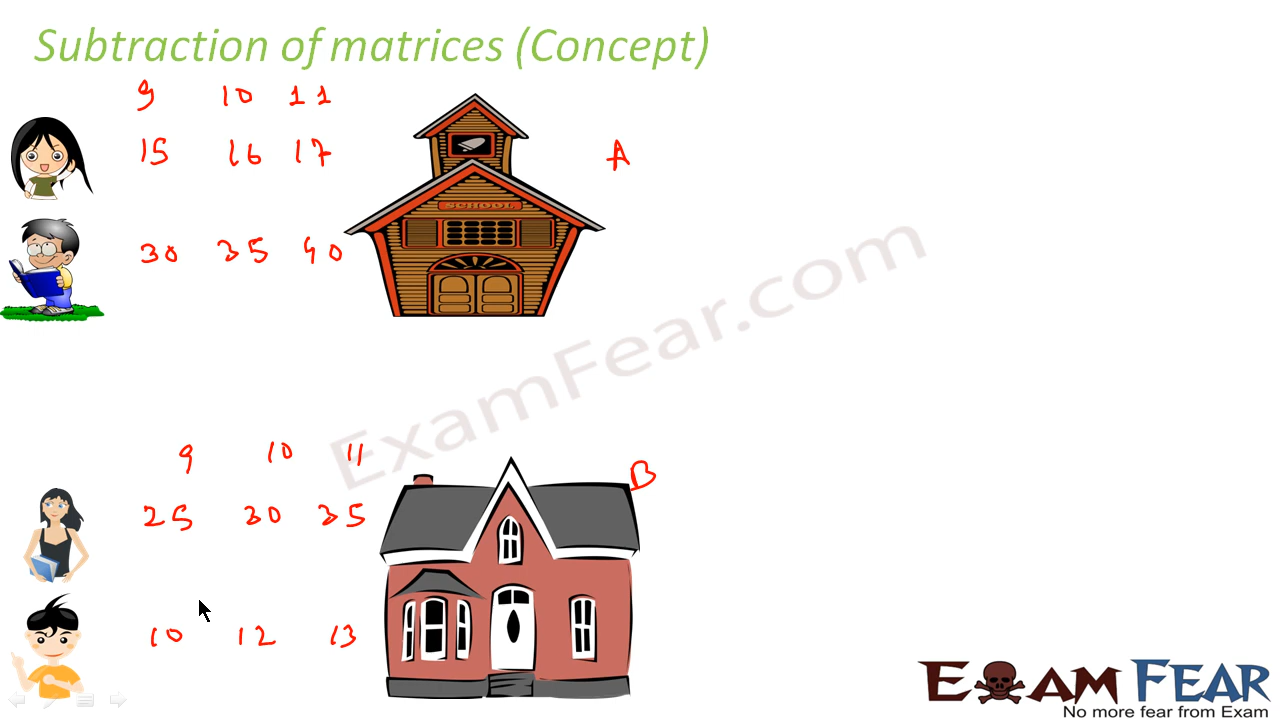 Subtraction of matrices (Concept)
9 10 11
15 16 17
A
SCHOOL
30 35 40
ExamFear.com
9 10 11
B
25 30 35
10 12 13
EXAM FEAR
No more fear from Exam